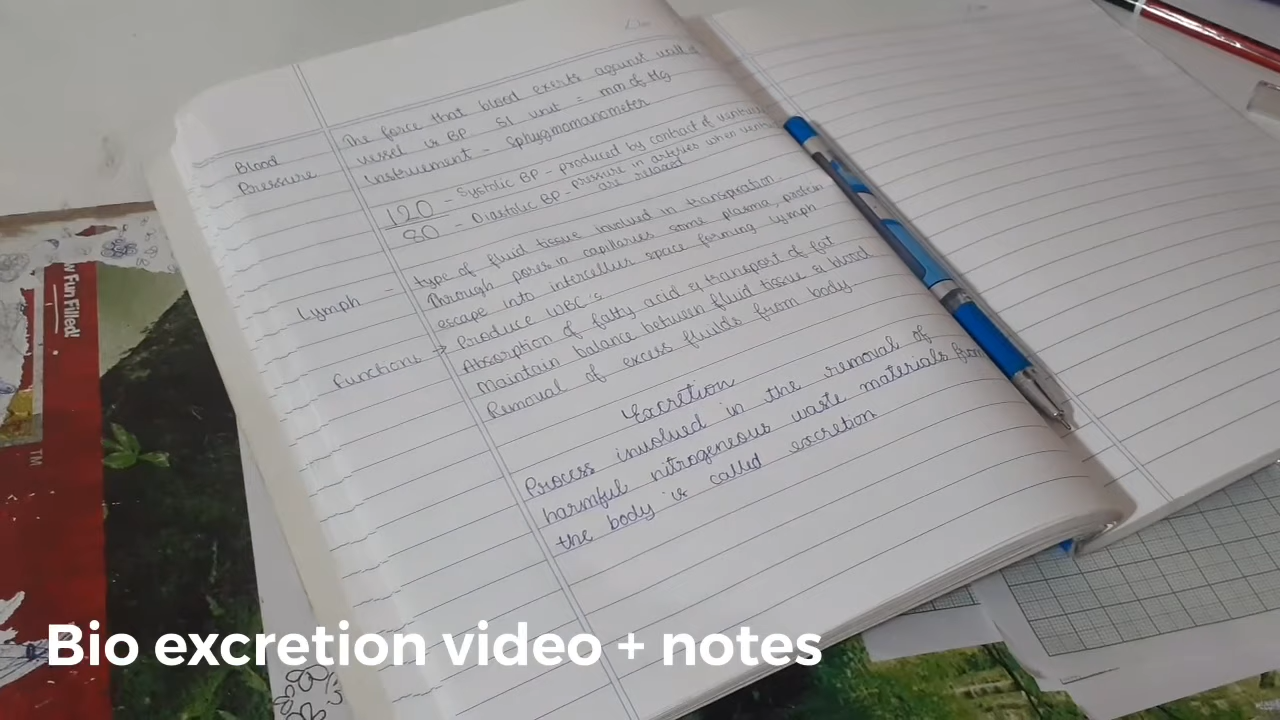 The force that blood exerts against wall of
Blood vessel is BP SI unit = mm of Hg
Pressure Instruement - Sphygmomanometer
120 - Systolic BP - produced by contract of ventricles
80 - Diastolic BP - pressure in arteries when
are relaxed
Lymph - type of fluid tissue involved in transpiration.
Through pores in capillaries some plasma, protein
escape into intercellus space forming lymph
Functions → Produce WBC's
Absorption of fatty acid & transport of fat
Maintain balance between fluid tissue & blood
Removal of excess fluids from body.
Excretion
Process involved in the removal of
harmful nitrogeneous waste materials from
the body is called excretion
w Fun Filled!
TM
Bio excretion video + notes